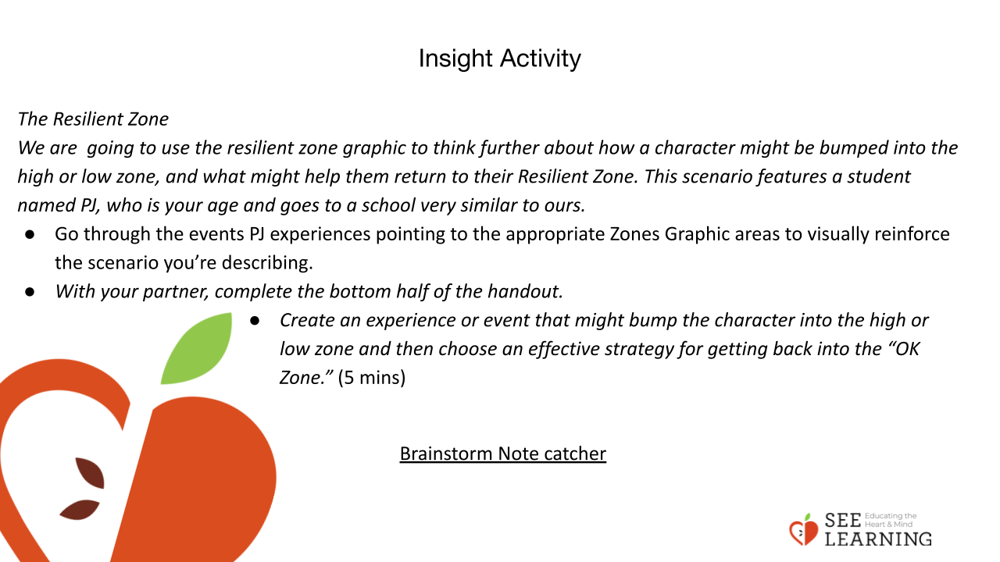 Insight Activity
The Resilient Zone
We are  going to use the resilient zone graphic to think further about how a character might be bumped into the
high or low zone, and what might help them return to their Resilient Zone. This scenario features a student
named PJ, who is your age and goes to a school very similar to ours.
● Go through the events PJ experiences pointing to the appropriate Zones Graphic areas to visually reinforce
the scenario you’re describing.
● With your partner, complete the bottom half of the handout.
● Create an experience or event that might bump the character into the high or
low zone and then choose an effective strategy for getting back into the “OK
Zone.” (5 mins)
Brainstorm Note catcher
SEE
Educating the
Heart & Mind
LEARNING